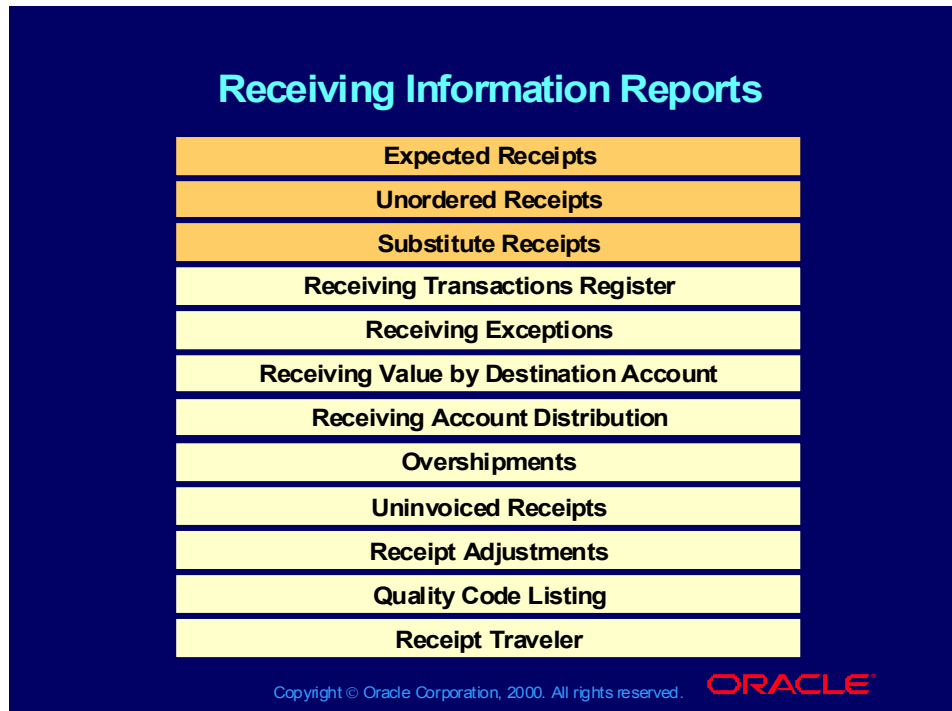 Receiving Information Reports
Expected Receipts
Unordered Receipts
Substitute Receipts
Receiving Transactions Register
Receiving Exceptions
Receiving Value by Destination Account
Receiving Account Distribution
Overshipments
Uninvoiced Receipts
Receipt Adjustments
Quality Code Listing
Receipt Traveler
Copyright © Oracle Corporation, 2000. All rights reserved.
ORACLE®